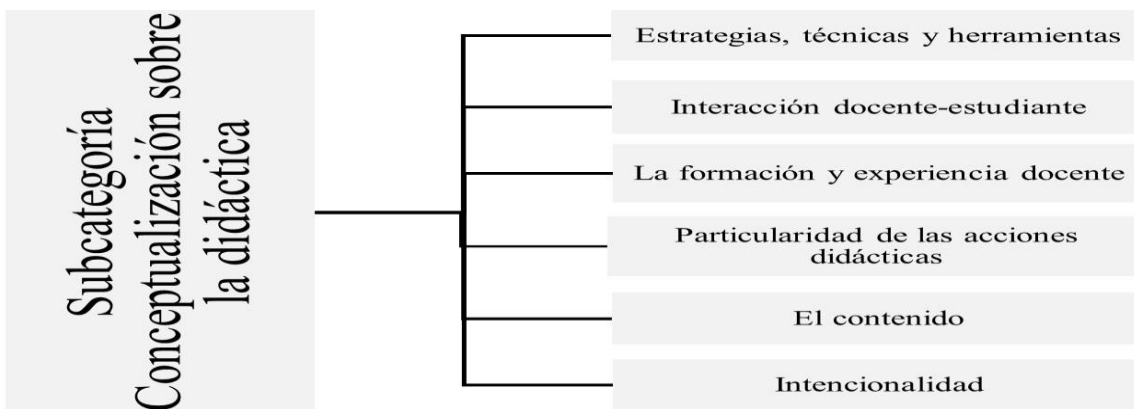 Subcategoría
Conceptualización sobre
la didáctica
Estrategias, técnicas y herramientas
Interacción docente-estudiante
La formación y experiencia docente
Particularidad de las acciones
didácticas
El contenido
Intencionalidad